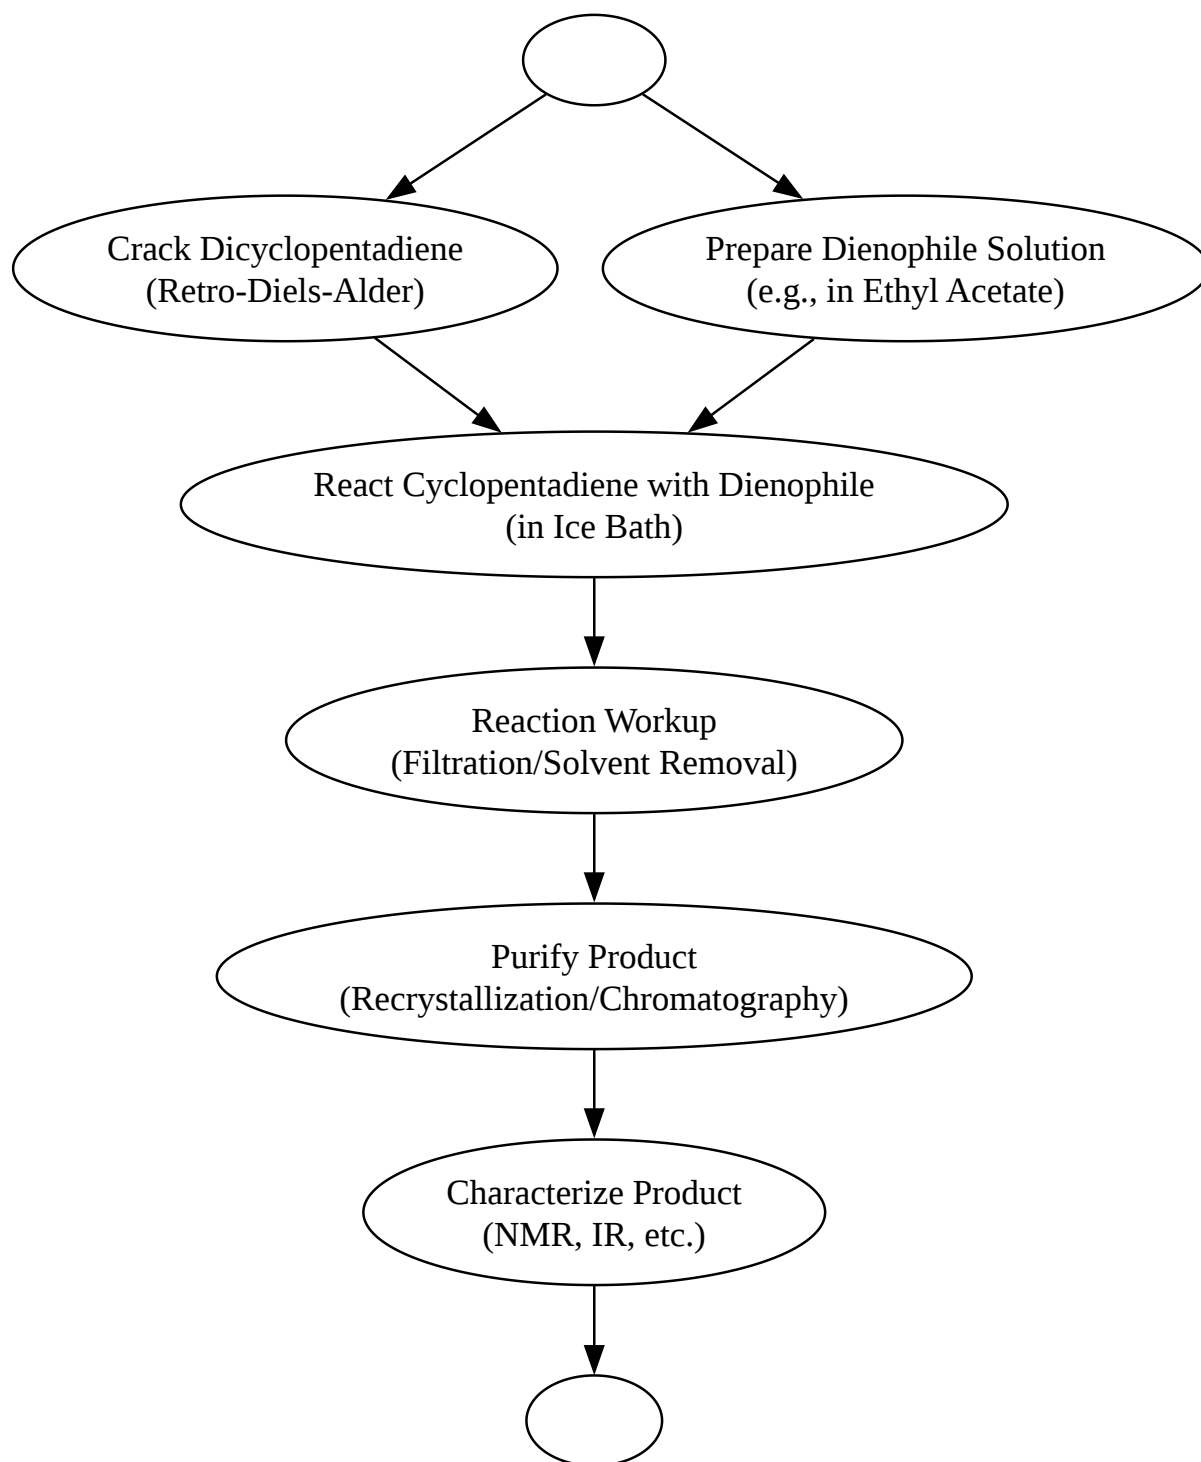 Crack Dicyclopentadiene
(Retro-Diels-Alder)
Prepare Dienophile Solution
(e.g., in Ethyl Acetate)
React Cyclopentadiene with Dienophile
(in Ice Bath)
Reaction Workup
(Filtration/Solvent Removal)
Purify Product
(Recrystallization/Chromatography)
Characterize Product
(NMR, IR, etc.)